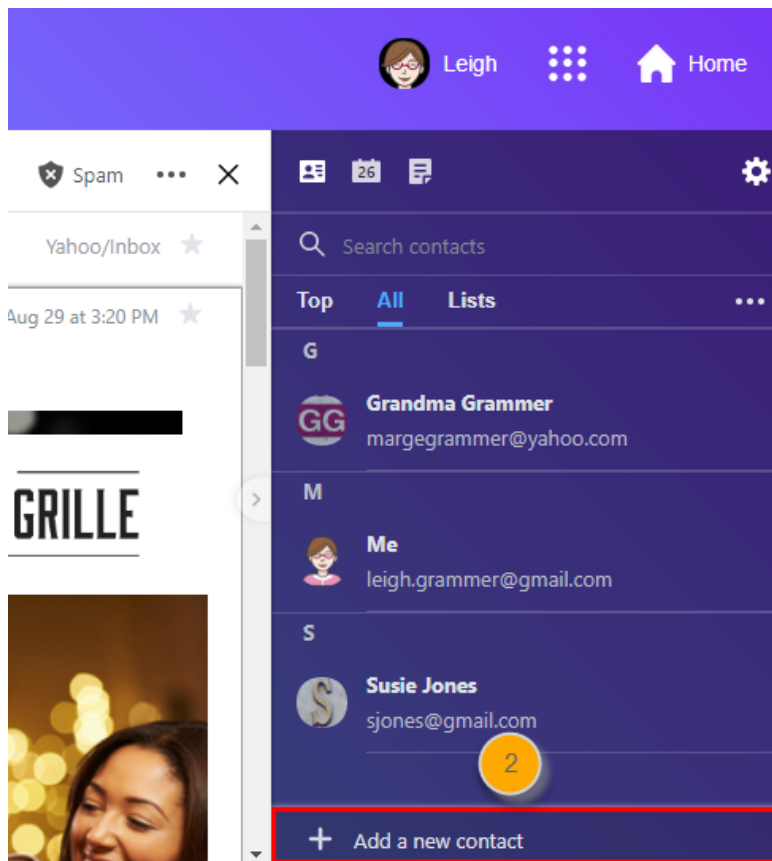 Leigh Home
Spam
26
Yahoo/Inbox
Search contacts
Aug 29 at 3:20 PM
Top All Lists
G
GG
Grandma Grammer
margegrammer@yahoo.com
GRILLE
M
Me
leigh.grammer@gmail.com
S
S
Susie Jones
sjones@gmail.com
2
+ Add a new contact